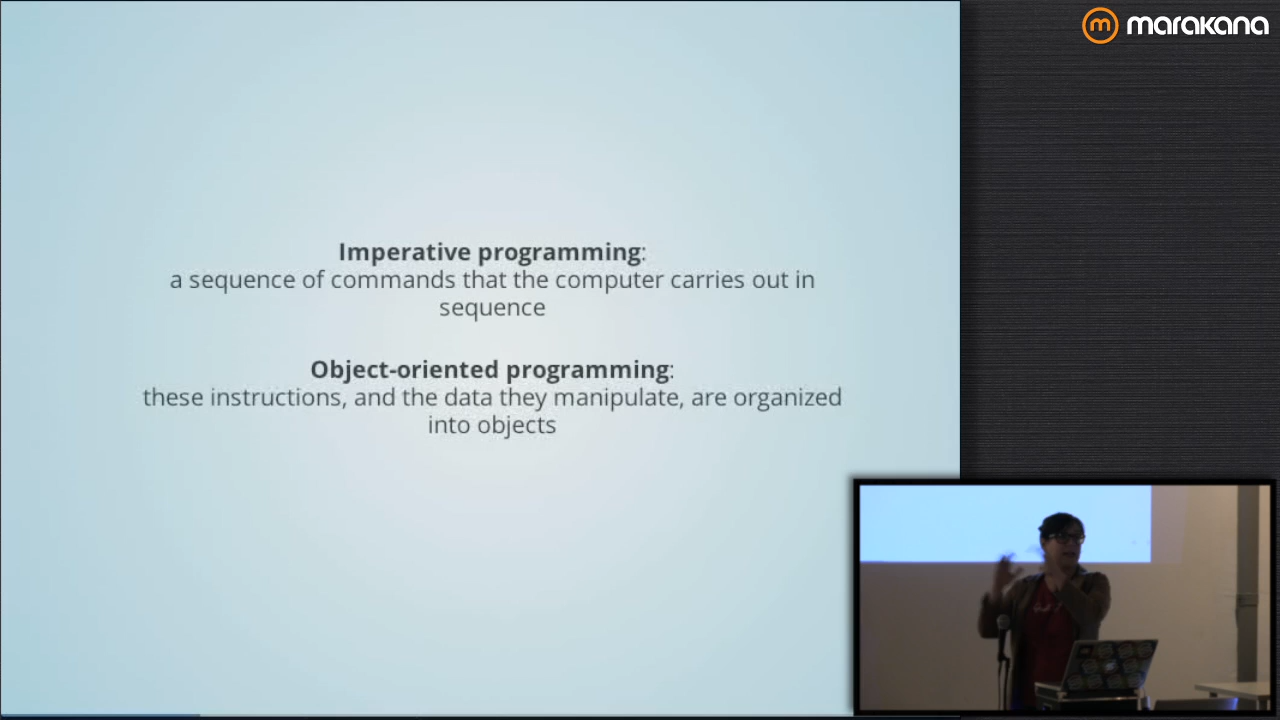 marakana
Imperative programming:
a sequence of commands that the computer carries out in
sequence
Object-oriented programming:
these instructions, and the data they manipulate, are organized
into objects